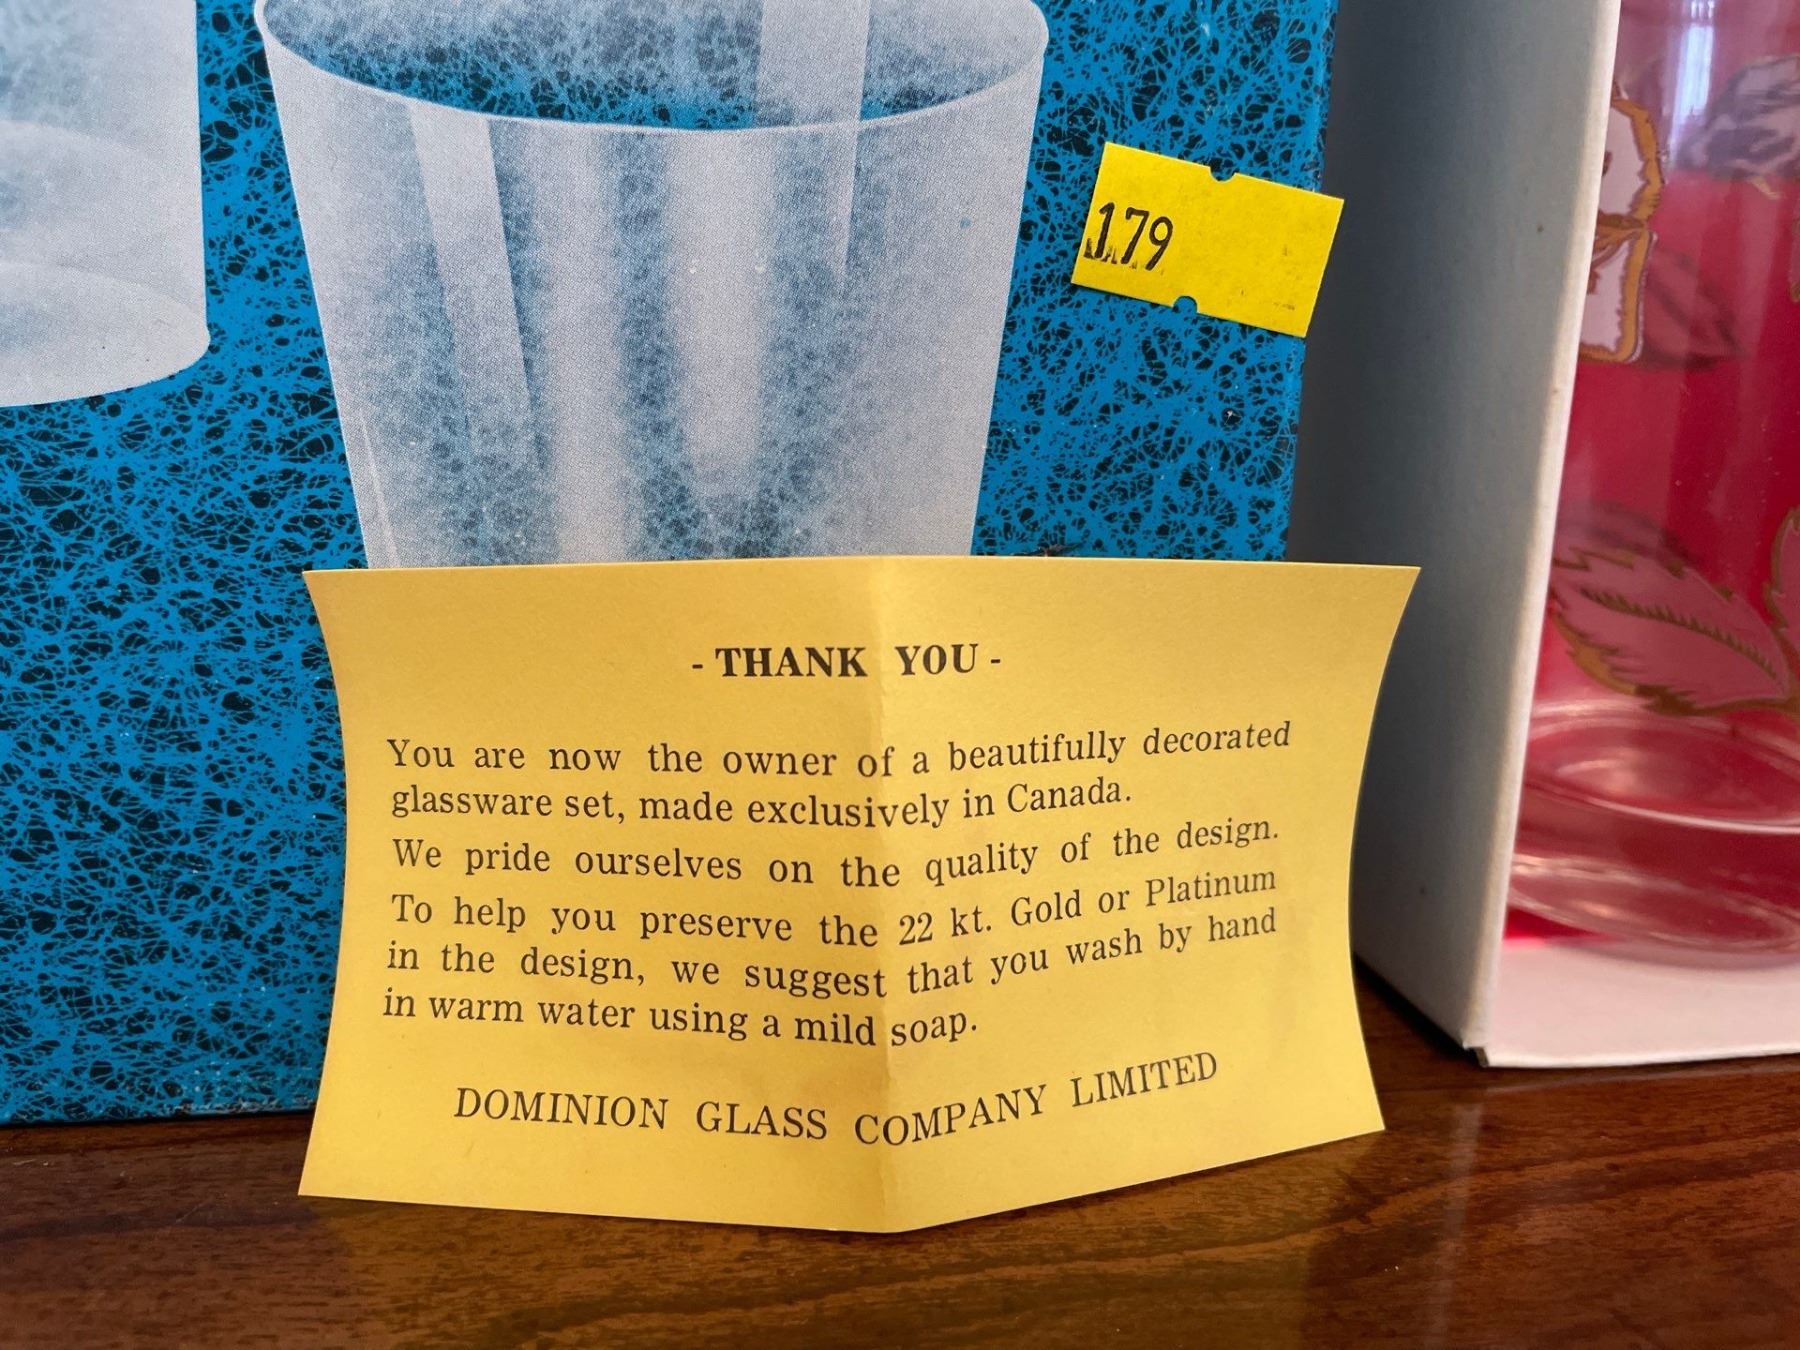 179
- THANK YOU -
You are now the owner of a beautifully decorated
glassware set, made exclusively in Canada.
We pride ourselves on the quality of the design.
To help you preserve the 22 kt. Gold or Platinum
in the design, we suggest that you wash by hand
in warm water using a mild soap.
DOMINION GLASS COMPANY LIMITED